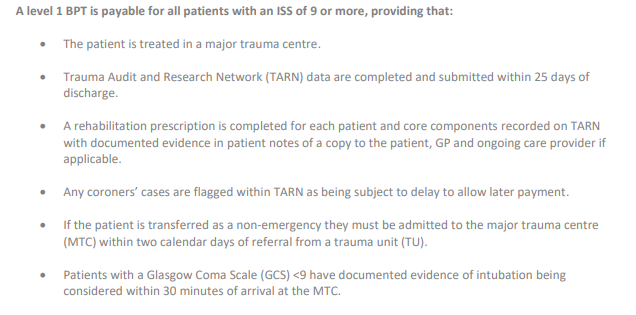 A level 1 BPT is payable for all patients with an ISS of 9 or more, providing that:
• The patient is treated in a major trauma centre.
• Trauma Audit and Research Network (TARN) data are completed and submitted within 25 days of
discharge.
• A rehabilitation prescription is completed for each patient and core components recorded on TARN
with documented evidence in patient notes of a copy to the patient, GP and ongoing care provider if
applicable.
• Any coroners’ cases are flagged within TARN as being subject to delay to allow later payment.
• If the patient is transferred as a non-emergency they must be admitted to the major trauma centre
(MTC) within two calendar days of referral from a trauma unit (TU).
• Patients with a Glasgow Coma Scale (GCS) <9 have documented evidence of intubation being
considered within 30 minutes of arrival at the MTC.